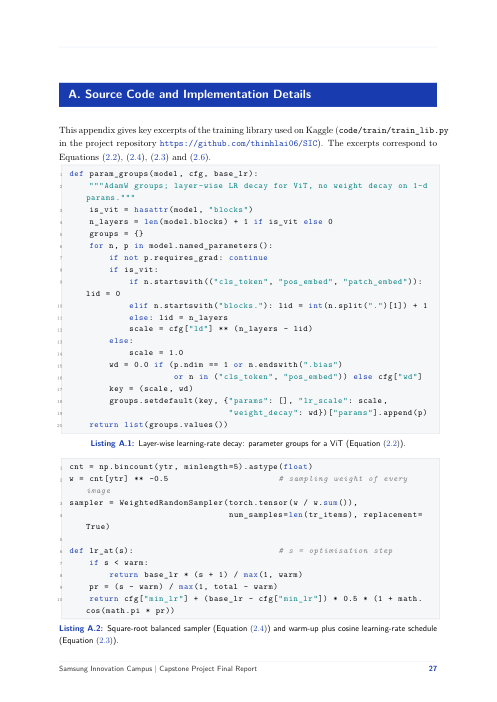 A. Source Code and Implementation Details
This appendix gives key excerpts of the training library used on Kaggle (code/train/train_lib.py
in the project repository https://github.com/thinhlai06/SIC). The excerpts correspond to
Equations (2.2), (2.4), (2.3) and (2.6).
1 def param_groups(model, cfg, base_lr):
2 """AdamW groups; layer-wise LR decay for ViT, no weight decay on 1-d
params."""
3 is_vit = hasattr(model, "blocks")
4 n_layers = len(model.blocks) + 1 if is_vit else 0
5 groups = {}
6 for n, p in model.named_parameters():
7 if not p.requires_grad: continue
8 if is_vit:
9 if n.startswith(("cls_token", "pos_embed", "patch_embed")):
lid = 0
10 elif n.startswith("blocks."): lid = int(n.split(".")[1]) + 1
11 else: lid = n_layers
12 scale = cfg["ld"] ** (n_layers - lid)
13 else:
14 scale = 1.0
15 wd = 0.0 if (p.ndim == 1 or n.endswith(".bias")
16 or n in ("cls_token", "pos_embed")) else cfg["wd"]
17 key = (scale, wd)
18 groups.setdefault(key, {"params": [], "lr_scale": scale,
19 "weight_decay": wd})["params"].append(p)
20 return list(groups.values())
Listing A.1: Layer-wise learning-rate decay: parameter groups for a ViT (Equation (2.2)).
1 cnt = np.bincount(ytr, minlength=5).astype(float)
2 w = cnt[ytr] ** -0.5 # sampling weight of every
image
3 sampler = WeightedRandomSampler(torch.tensor(w / w.sum()),
4 num_samples=len(tr_items), replacement=
True)
5
6 def lr_at(s): # s = optimisation step
7 if s < warm:
8 return base_lr * (s + 1) / max(1, warm)
9 pr = (s - warm) / max(1, total - warm)
10 return cfg["min_lr"] + (base_lr - cfg["min_lr"]) * 0.5 * (1 + math.
cos(math.pi * pr))
Listing A.2: Square-root balanced sampler (Equation (2.4)) and warm-up plus cosine learning-rate schedule
(Equation (2.3)).
Samsung Innovation Campus | Capstone Project Final Report 27